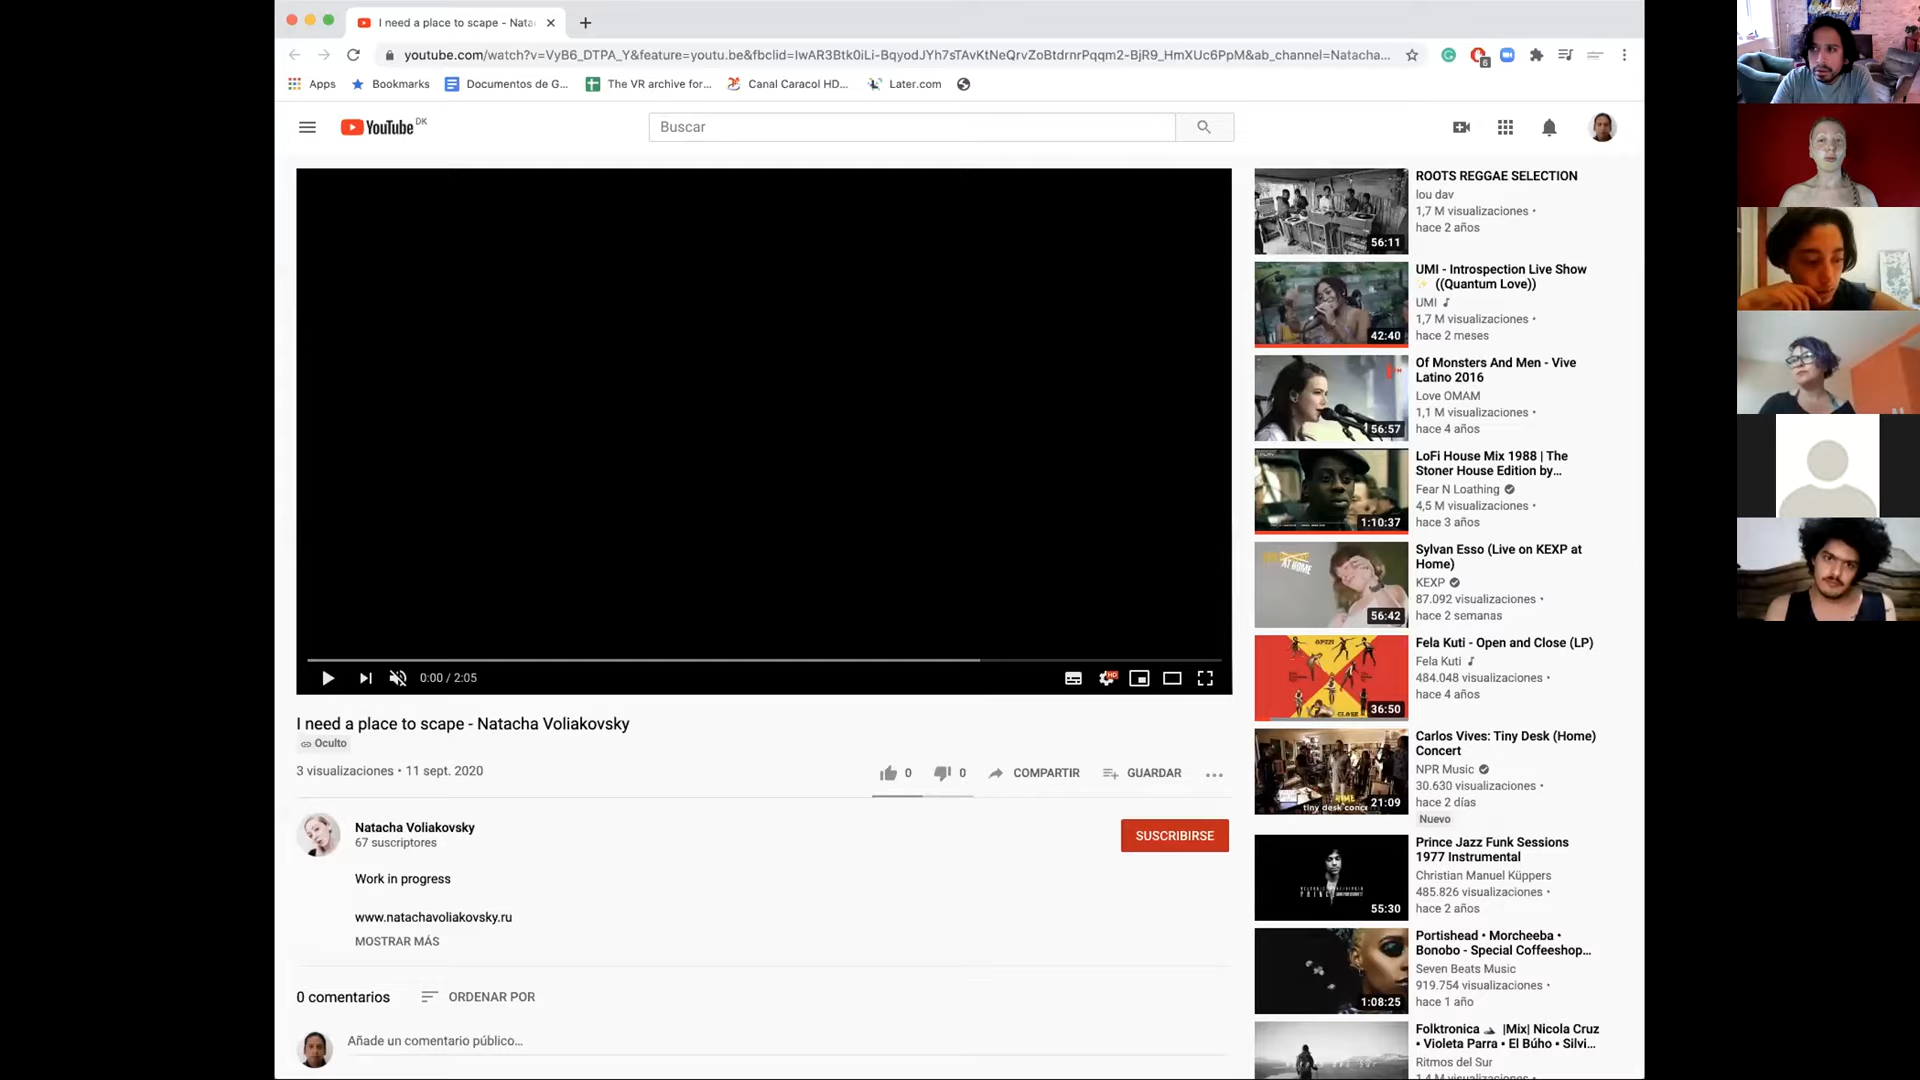 I need a place to scape - Nata
youtube.com/watch?v=VyB6_DTPA_Y&feature=youtu.be&fbclid=IwAR3Btk0iLi-BqyodJYh7sTAvKtNeQrvZoBtdrnrPqqm2-BjR9_HmXUc6PpM&ab_channel=Natacha...
6
Apps Bookmarks Documentos de G... The VR archive for... Canal Caracol HD... Later.com
YouTube DK
Buscar
0:00 / 2:05
HD
I need a place to scape - Natacha Voliakovsky
Oculto
3 visualizaciones • 11 sept. 2020
0 0 COMPARTIR GUARDAR
Natacha Voliakovsky
67 suscriptores
SUSCRIBIRSE
Work in progress
www.natachavoliakovsky.ru
MOSTRAR MÁS
0 comentarios ORDENAR POR
Añade un comentario público...
56:11
ROOTS REGGAE SELECTION
lou dav
1,7 M visualizaciones •
hace 2 años
42:40
UMI - Introspection Live Show
✨ ((Quantum Love))
UMI ♪
1,7 M visualizaciones •
hace 2 meses
56:57
Of Monsters And Men - Vive
Latino 2016
Love OMAM
1,1 M visualizaciones •
hace 4 años
1:10:37
LoFi House Mix 1988 | The
Stoner House Edition by...
Fear N Loathing
4,5 M visualizaciones •
hace 3 años
AT HOME
56:42
Sylvan Esso (Live on KEXP at
Home)
KEXP
87.092 visualizaciones •
hace 2 semanas
36:50
Fela Kuti - Open and Close (LP)
Fela Kuti ♪
484.048 visualizaciones •
hace 4 años
HOME
tiny desk conce
21:09
Carlos Vives: Tiny Desk (Home)
Concert
NPR Music
30.630 visualizaciones •
hace 2 días
Nuevo
PRINCE
55:30
Prince Jazz Funk Sessions
1977 Instrumental
Christian Manuel Küppers
485.826 visualizaciones •
hace 2 años
1:08:25
Portishead • Morcheeba •
Bonobo - Special Coffeeshop...
Seven Beats Music
919.754 visualizaciones •
hace 1 año
Folktronica |Mix| Nicola Cruz
• Violeta Parra • El Búho • Silvi...
Ritmos del Sur
1,4 M visualizaciones •